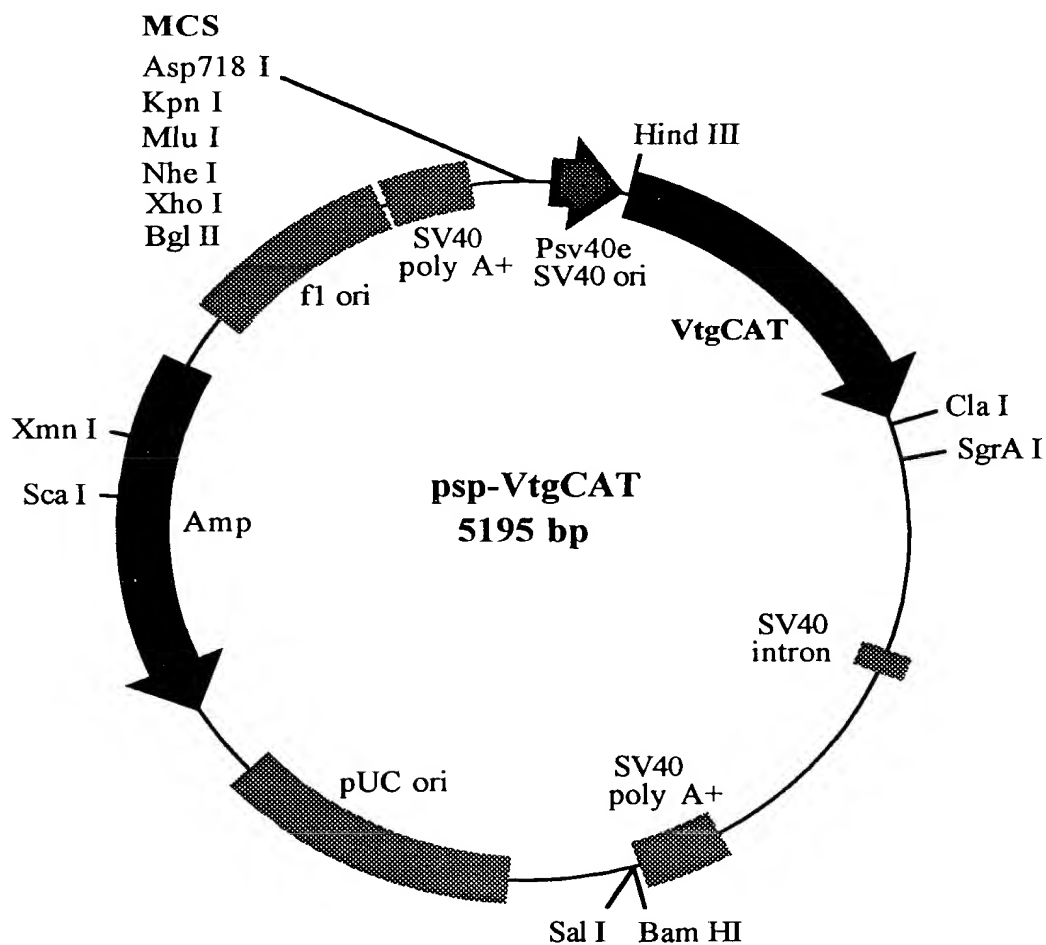 MCS
Asp718 I
Kpn I
Mlu I
Nhe I
Xho I
Bgl II
Hind III
SV40
poly A+
Psv40e
SV40 ori
f1 ori
VtgCAT
Cla I
SgrA I
Xmn I
Sca I
Amp
psp-VtgCAT
5195 bp
SV40
intron
SV40
poly A+
pUC ori
Sal I
Bam HI